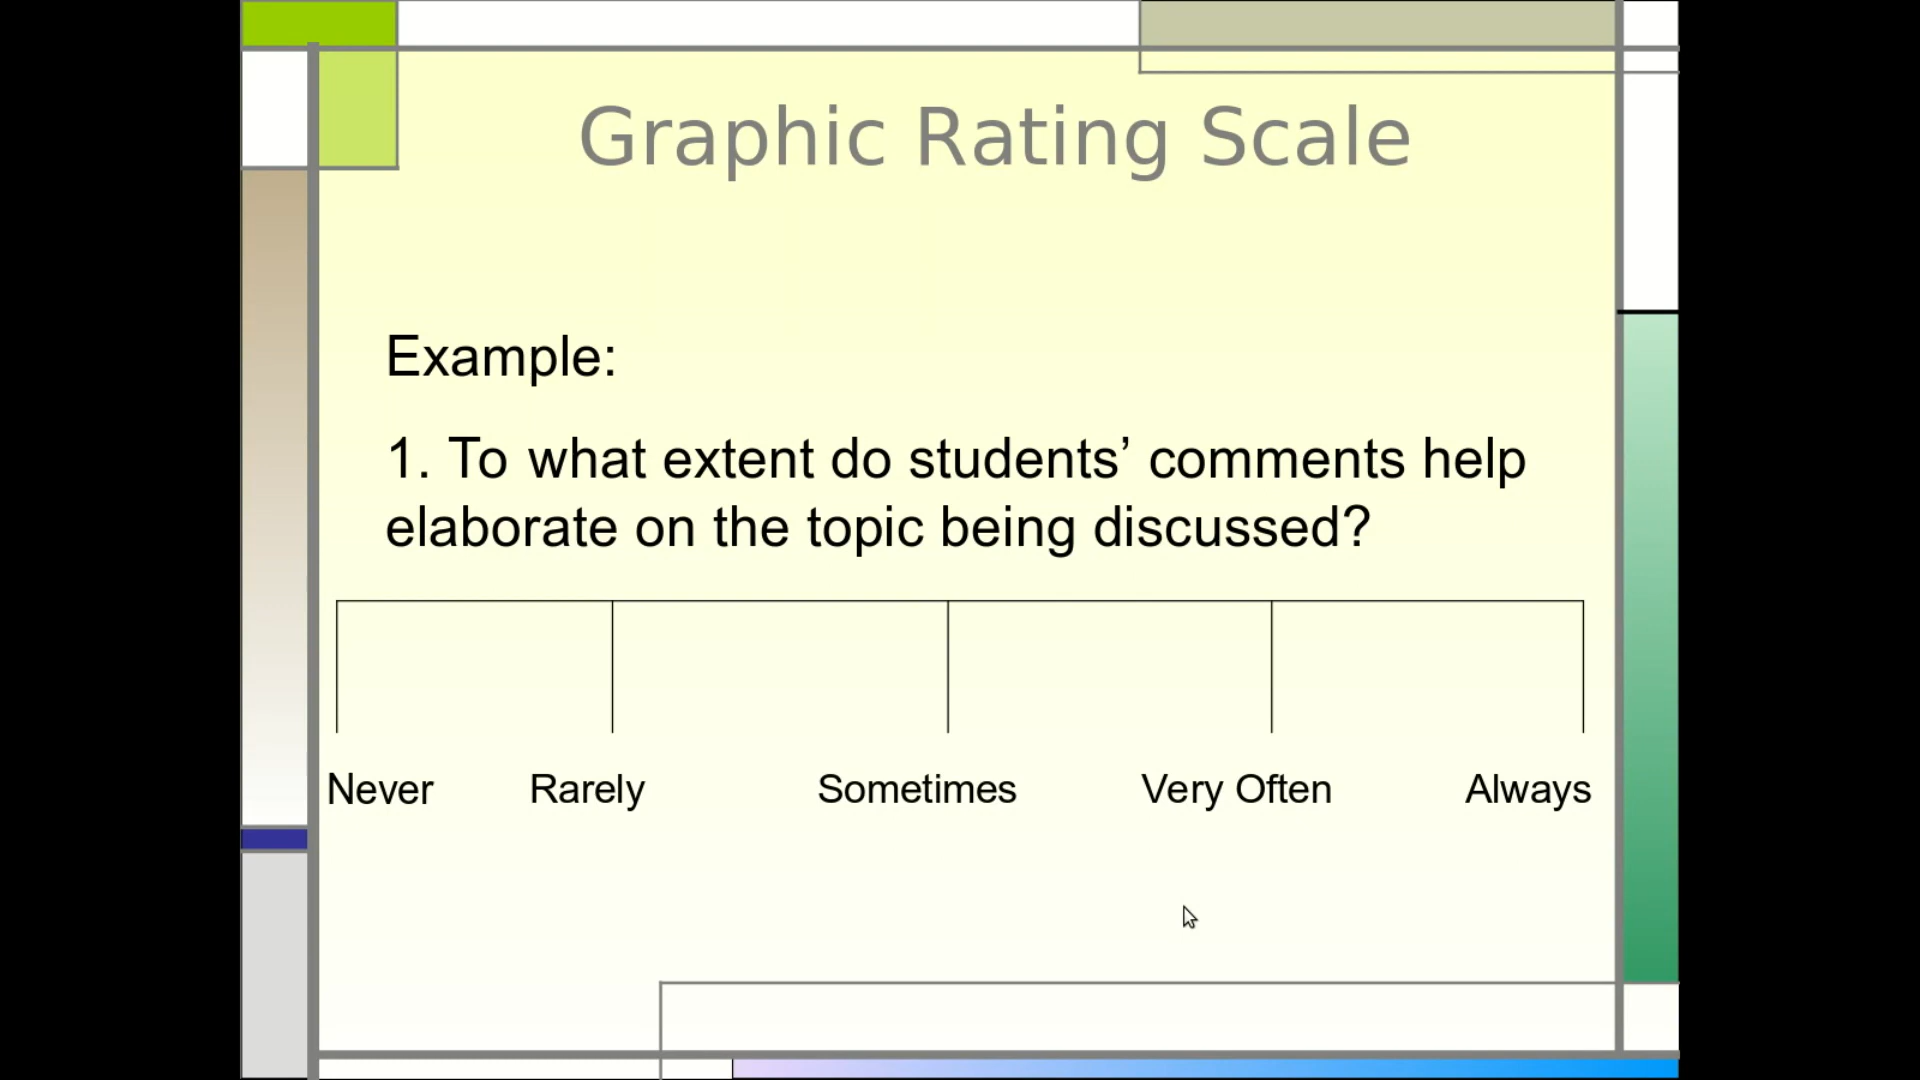 Graphic Rating Scale
Example:
1. To what extent do students’ comments help
elaborate on the topic being discussed?
Never Rarely Sometimes Very Often Always